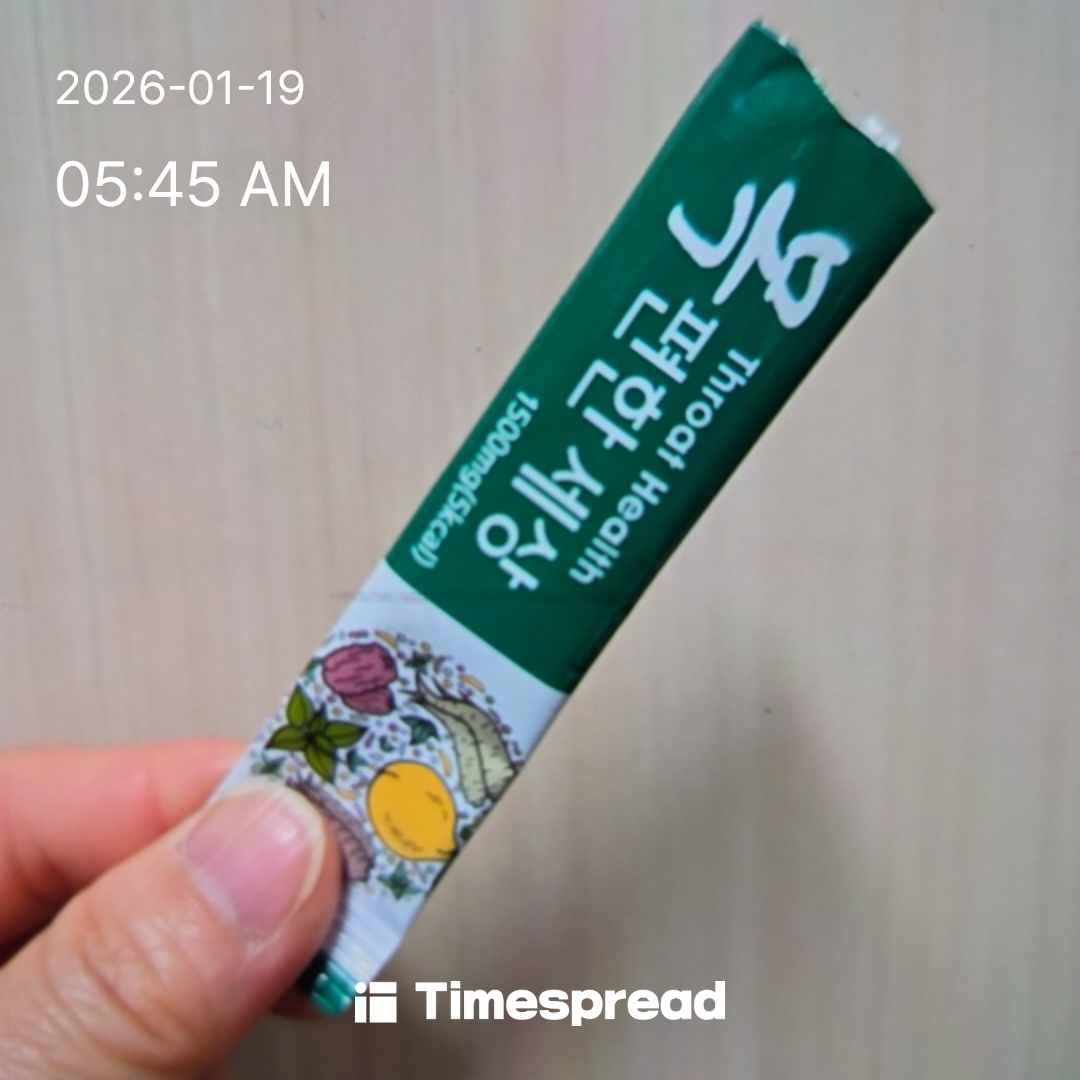 2026-01-19
05:45 AM
Throat Health
목편한세상
1500mg(5kcal)
Timespread